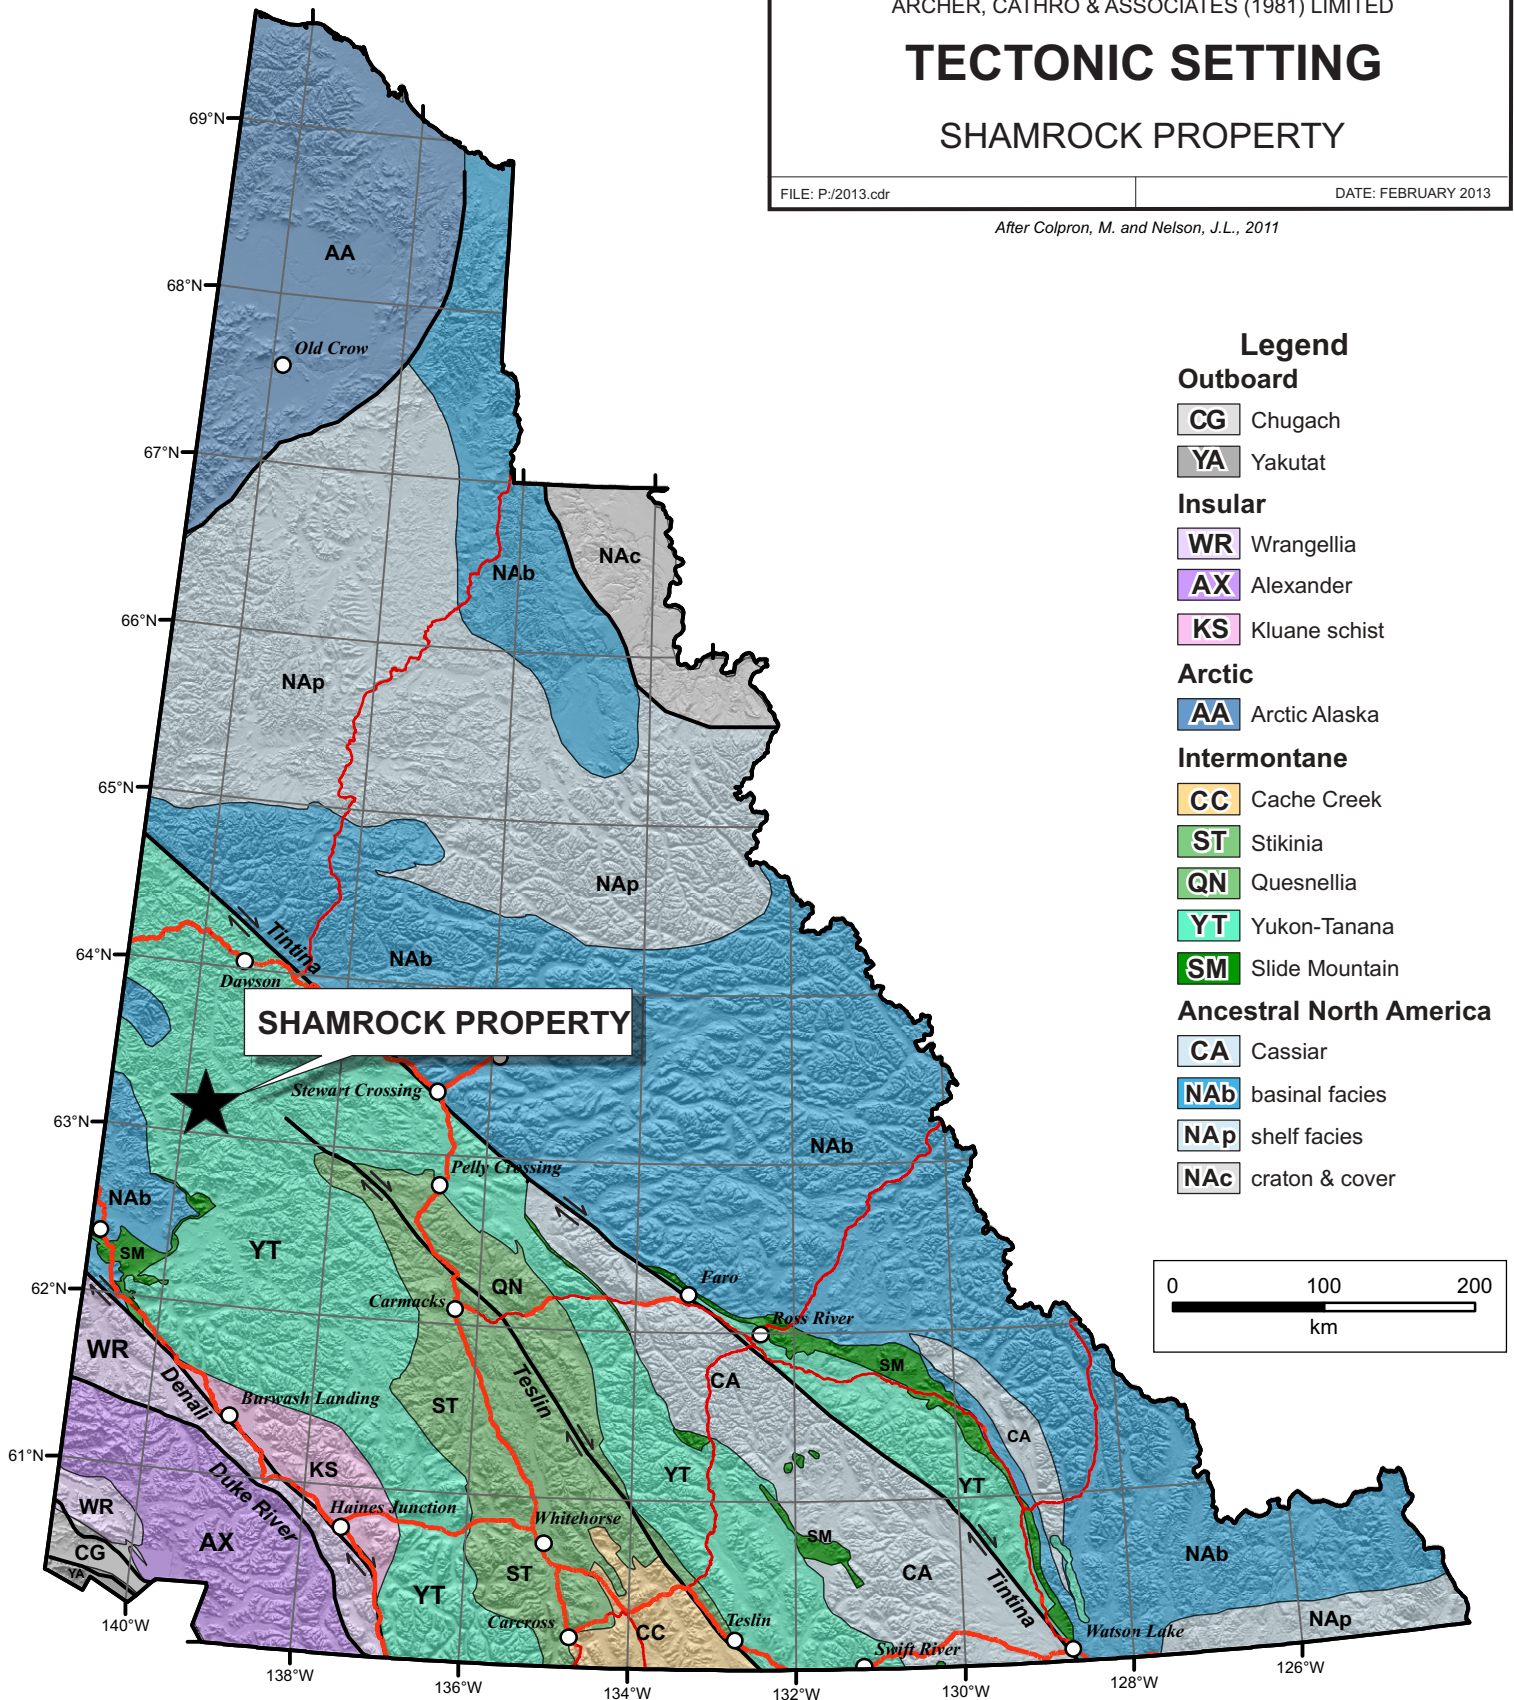 ARCHER, CATHRO & ASSOCIATES (1981) LIMITED
TECTONIC SETTING
SHAMROCK PROPERTY
FILE: P:/2013.cdr
DATE: FEBRUARY 2013
After Colpron, M. and Nelson, J.L., 2011
Legend
Outboard
CG Chugach
YA Yakutat
Insular
WR Wrangellia
AX Alexander
KS Kluane schist
Arctic
AA Arctic Alaska
Intermontane
CC Cache Creek
ST Stikinia
QN Quesnellia
YT Yukon-Tanana
SM Slide Mountain
Ancestral North America
CA Cassiar
NAb basinal facies
NAp shelf facies
NAc craton & cover
0 100 200
km
69°N
AA
68°N
Old Crow
67°N
NAc
NAb
66°N
NAp
65°N
NAp
Tintina
64°N
NAb
Dawson
SHAMROCK PROPERTY
Stewart Crossing
63°N
NAb
Pelly Crossing
NAb
YT
SM
62°N
QN
Faro
Carmacks
Ross River
WR
SM
Denali
Teslin
CA
Burwash Landing
ST
CA
61°N
KS
Duke River
YT
YT
WR
Haines Junction
Whitehorse
AX
SM
CG
NAb
YA
ST
CA
YT
Tintina
140°W
Carcross
Teslin
NAp
CC
Watson Lake
Swift River
138°W
136°W
134°W
132°W
130°W
128°W
126°W